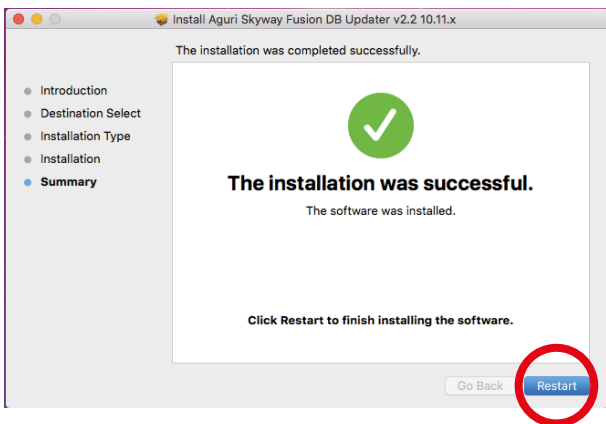 Install Aguri Skyway Fusion DB Updater v2.2 10.11.x
The installation was completed successfully.
Introduction
Destination Select
Installation Type
Installation
Summary
The installation was successful.
The software was installed.
Click Restart to finish installing the software.
Go Back
Restart